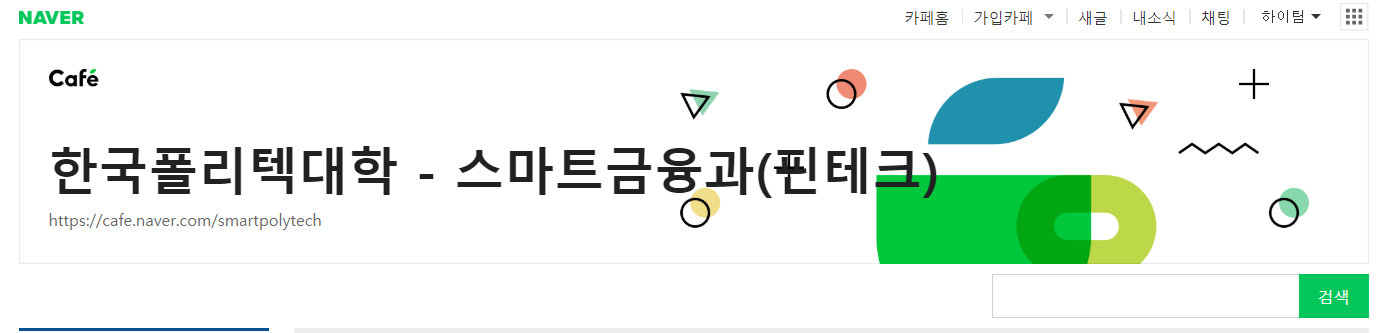 NAVER
카페홈 가입카페 새글 내소식 채팅 하이팀
Café
한국폴리텍대학 - 스마트금융과(핀테크)
https://cafe.naver.com/smartpolytech
검색